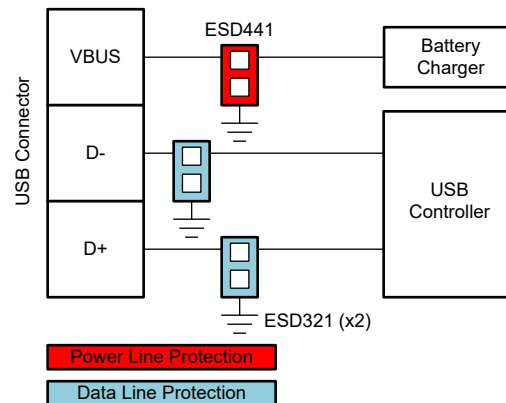 ESD441
VBUS
Battery
Charger
USB Connector
D-
USB
Controller
D+
ESD321 (x2)
Power Line Protection
Data Line Protection